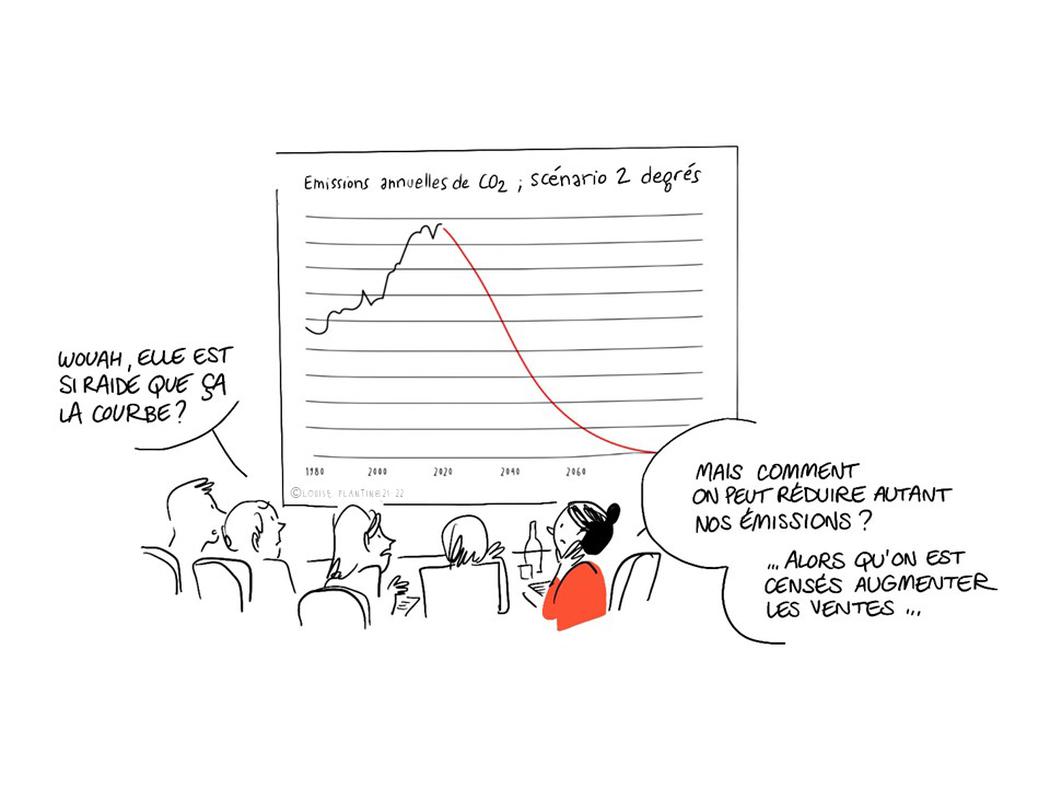 Emissions annuelles de CO2 ; scénario 2 degrés
WOUAH, ELLE EST
SI RAIDE QUE ÇA
LA COURBE ?
1980 2000 2020 2040 2060
©LOUISE PLANTIN 21-22
MAIS COMMENT
ON PEUT RÉDUIRE AUTANT
NOS ÉMISSIONS ?
... ALORS QU'ON EST
CENSÉS AUGMENTER
LES VENTES ...